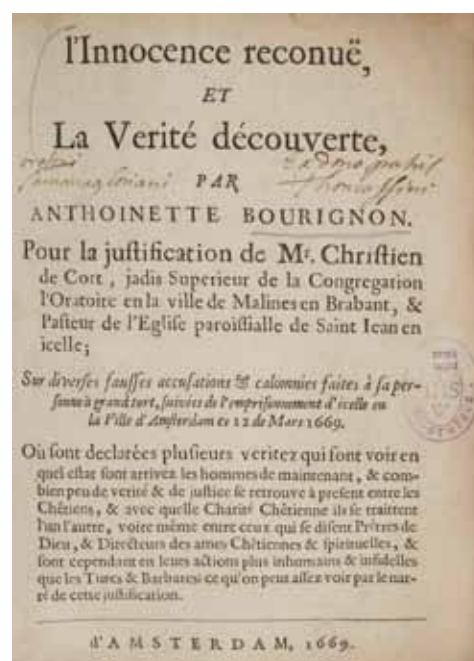 l'Innocence reconuë,
ET
La Verité découverte,
PAR
ANTHOINETTE BOURIGNON.
Pour la juſtification de Mr. Chriſtien
de Cort, jadis Superieur de la Congregation
l'Oratoire en la ville de Malines en Brabant, &
Paſteur de l'Egliſe paroiſſialle de Saint Iean en
icelle;
Sur diverſes fauſſes accuſations & calomnies faites à ſa per-
ſonne à grand tort, ſuivies de l'empriſonnement d'icelle en
la Ville d'Amſterdam ce 12 de Mars 1669.
Où ſont declarées pluſieurs veritez qui font voir en
quel eſtat ſont arrivez les hommes de maintenant, & com-
bien peu de verité & de juſtice ſe retrouve à preſent entre les
Chêtiens, & avec quelle Charité Chêtienne ils ſe traittent
l'un l'autre, voire même entre ceux qui ſe diſent Prétres de
Dieu, & Directeurs des ames Chêtiennes & ſpirituelles, &
ſont cependant en leurs actions plus inhumains & infidelles
que les Turcs & Barbares: ce qu'on peut aſſez voir par le nar-
ré de cette juſtification.
d'AMSTERDAM, 1669.